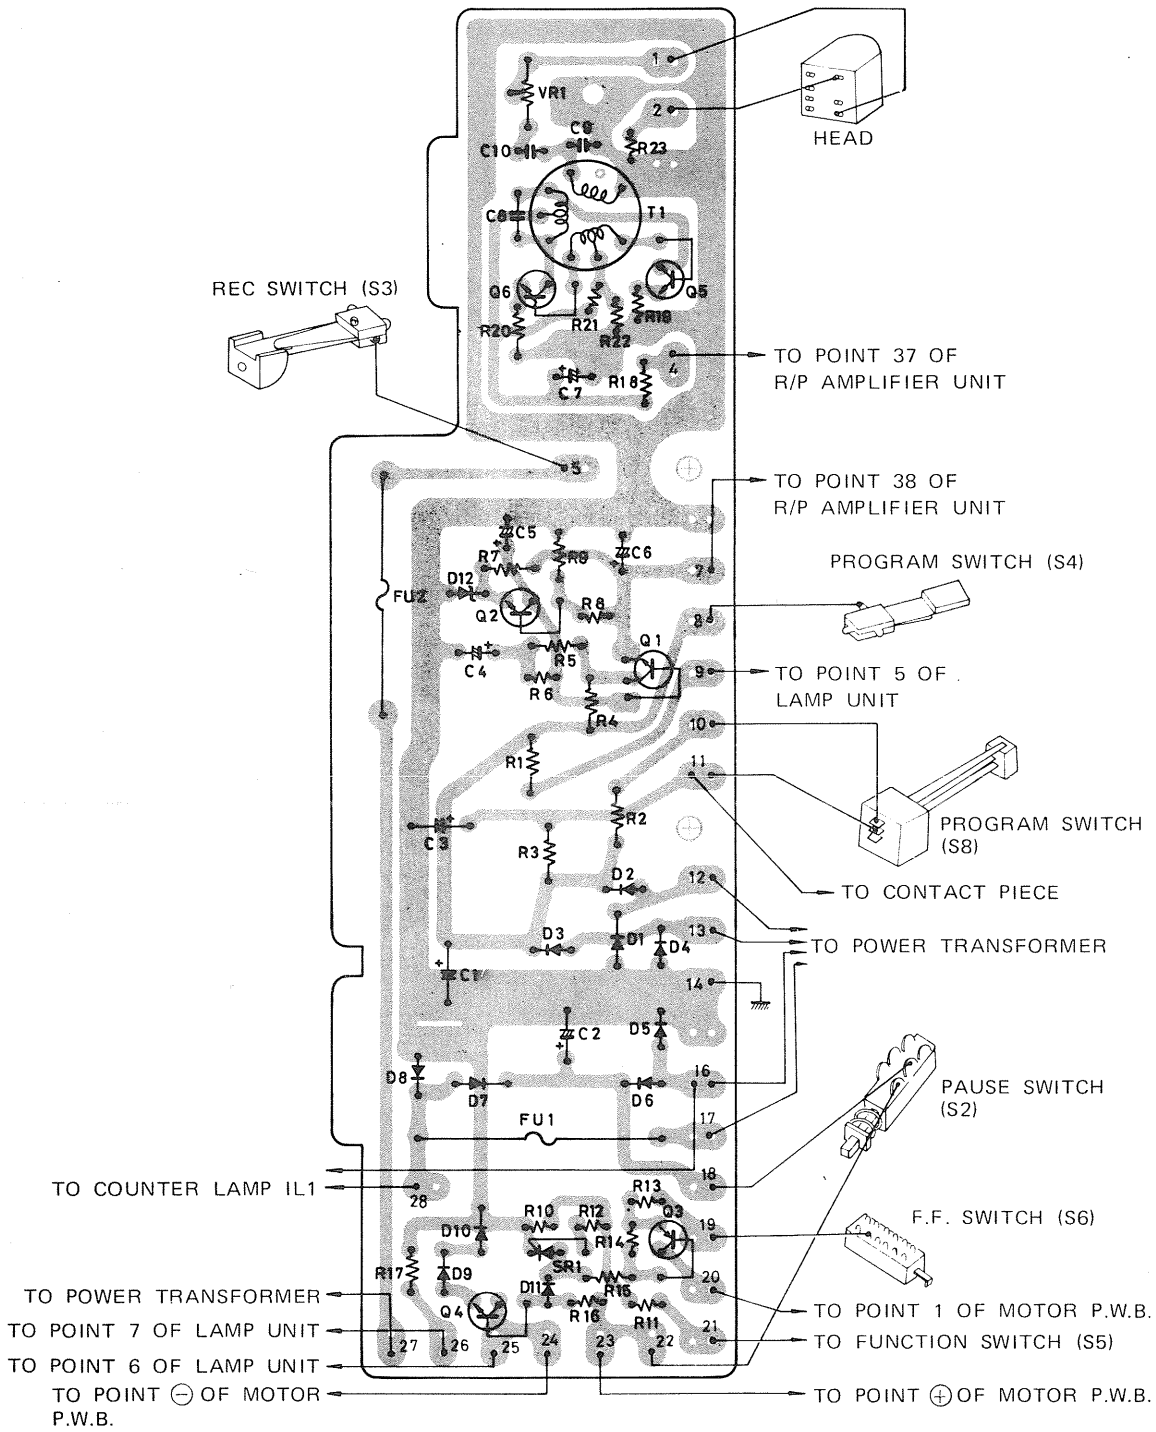 1
VR1
2
HEAD
C9
C10
R23
C8
T1
REC SWITCH (S3)
Q6
Q5
R20
R21
R19
R22
TO POINT 37 OF
R/P AMPLIFIER UNIT
4
R18
C7
5
TO POINT 38 OF
R/P AMPLIFIER UNIT
C5
R7
R9
C6
7
PROGRAM SWITCH (S4)
D12
FU2
Q2
R8
8
Q1
R5
C4
R6
9
TO POINT 5 OF
LAMP UNIT
R4
10
R1
11
R2
C3
R3
PROGRAM SWITCH
(S8)
D2
12
TO CONTACT PIECE
D3
D1
D4
13
TO POWER TRANSFORMER
C1
14
D5
C2
D8
D7
D6
16
PAUSE SWITCH
(S2)
FU1
17
18
TO COUNTER LAMP IL1
28
R13
R10
R12
Q3
19
F.F. SWITCH (S6)
D10
R14
SR1
R17
D9
D11
R15
20
TO POWER TRANSFORMER
Q4
R16
R11
TO POINT 1 OF MOTOR P.W.B.
TO POINT 7 OF LAMP UNIT
27
26
25
24
23
22
21
TO FUNCTION SWITCH (S5)
TO POINT 6 OF LAMP UNIT
TO POINT ⊖ OF MOTOR
P.W.B.
TO POINT ⊕ OF MOTOR P.W.B.